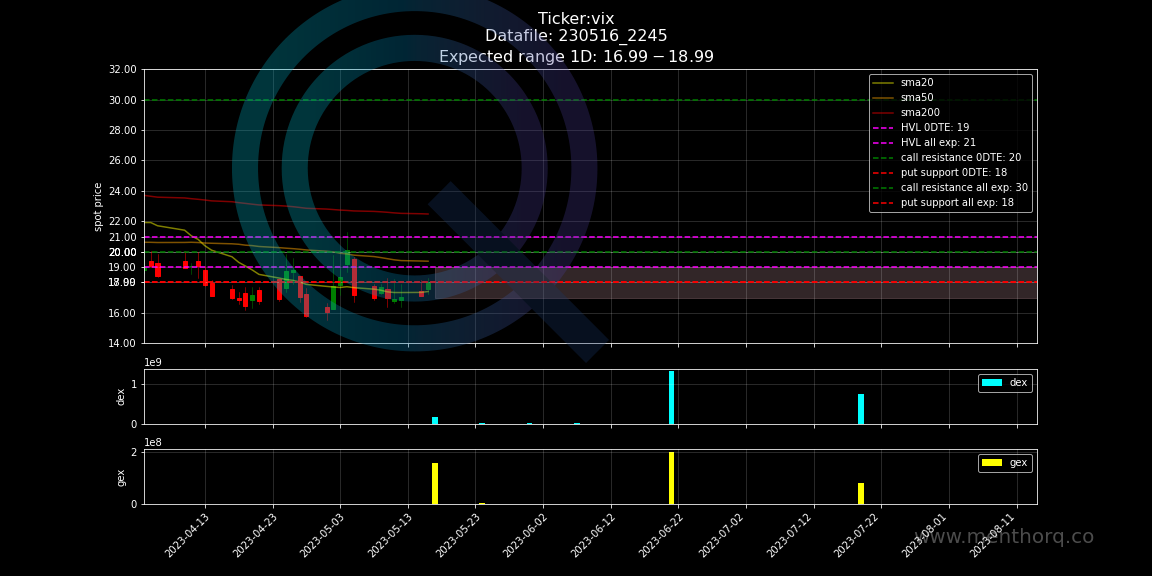 Ticker:vix
Datafile: 230516_2245
Expected range 1D: 16.99 − 18.99
32.00
30.00
28.00
26.00
24.00
22.00
21.00
20.00
19.00
16.00
14.00
spot price
sma20
sma50
sma200
HVL 0DTE: 19
HVL all exp: 21
call resistance 0DTE: 20
put support 0DTE: 18
call resistance all exp: 30
put support all exp: 18
1e9
1
0
dex
dex
1e8
2
0
gex
gex
2023-04-13
2023-04-23
2023-05-03
2023-05-13
2023-05-23
2023-06-02
2023-06-12
2023-06-22
2023-07-02
2023-07-12
2023-07-22
2023-08-01
2023-08-11
www.menthorq.co